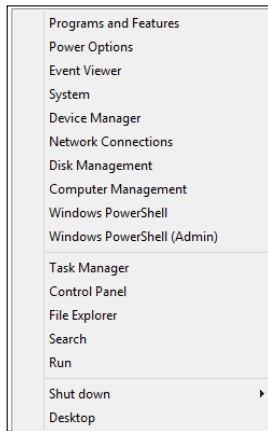 Programs and Features
Power Options
Event Viewer
System
Device Manager
Network Connections
Disk Management
Computer Management
Windows PowerShell
Windows PowerShell (Admin)
Task Manager
Control Panel
File Explorer
Search
Run
Shut down
Desktop